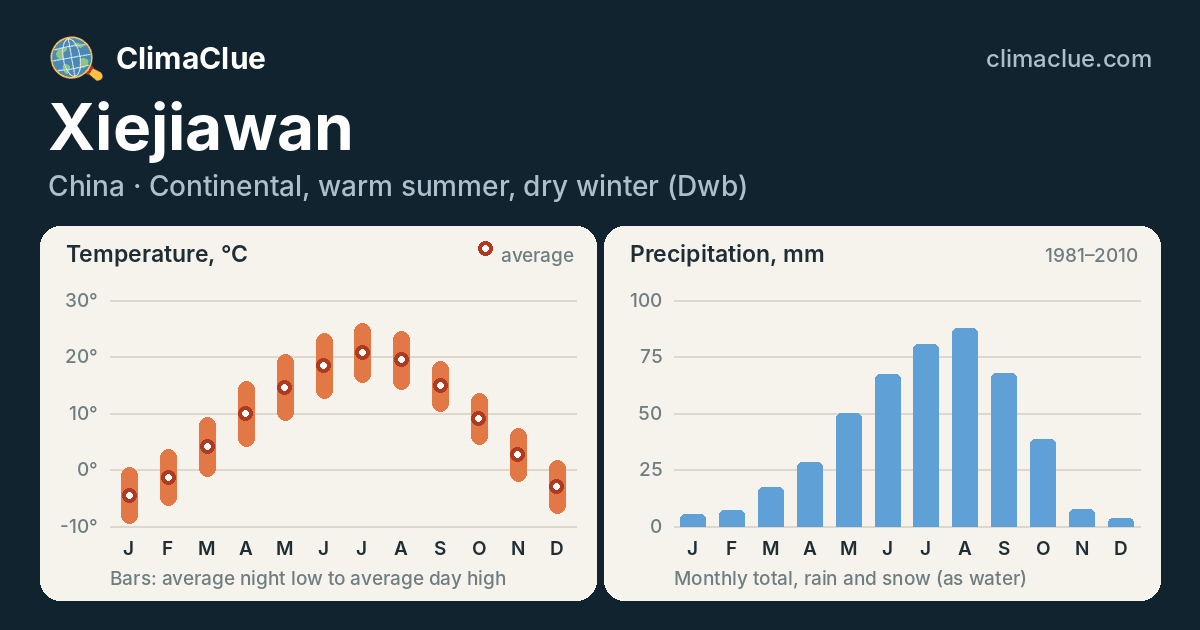 ClimaClue
climaclue.com
Xiejiawan
China · Continental, warm summer, dry winter (Dwb)
Temperature, °C
average
30°
20°
10°
0°
-10°
J F M A M J J A S O N D
Bars: average night low to average day high
Precipitation, mm
1981–2010
100
75
50
25
0
J F M A M J J A S O N D
Monthly total, rain and snow (as water)